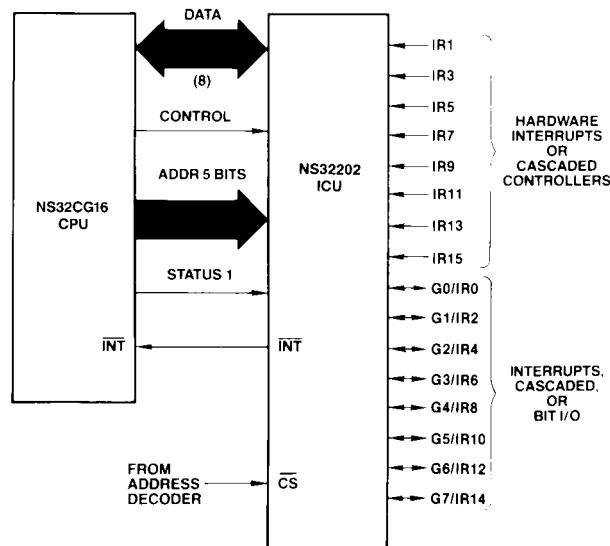 DATA
(8)
CONTROL
ADDR 5 BITS
STATUS 1
NS32CG16
CPU
INT
NS32202
ICU
INT
CS
FROM
ADDRESS
DECODER
IR1
IR3
IR5
IR7
IR9
IR11
IR13
IR15
HARDWARE
INTERRUPTS
OR
CASCADED
CONTROLLERS
G0/IR0
G1/IR2
G2/IR4
G3/IR6
G4/IR8
G5/IR10
G6/IR12
G7/IR14
INTERRUPTS,
CASCADED,
OR
BIT I/O